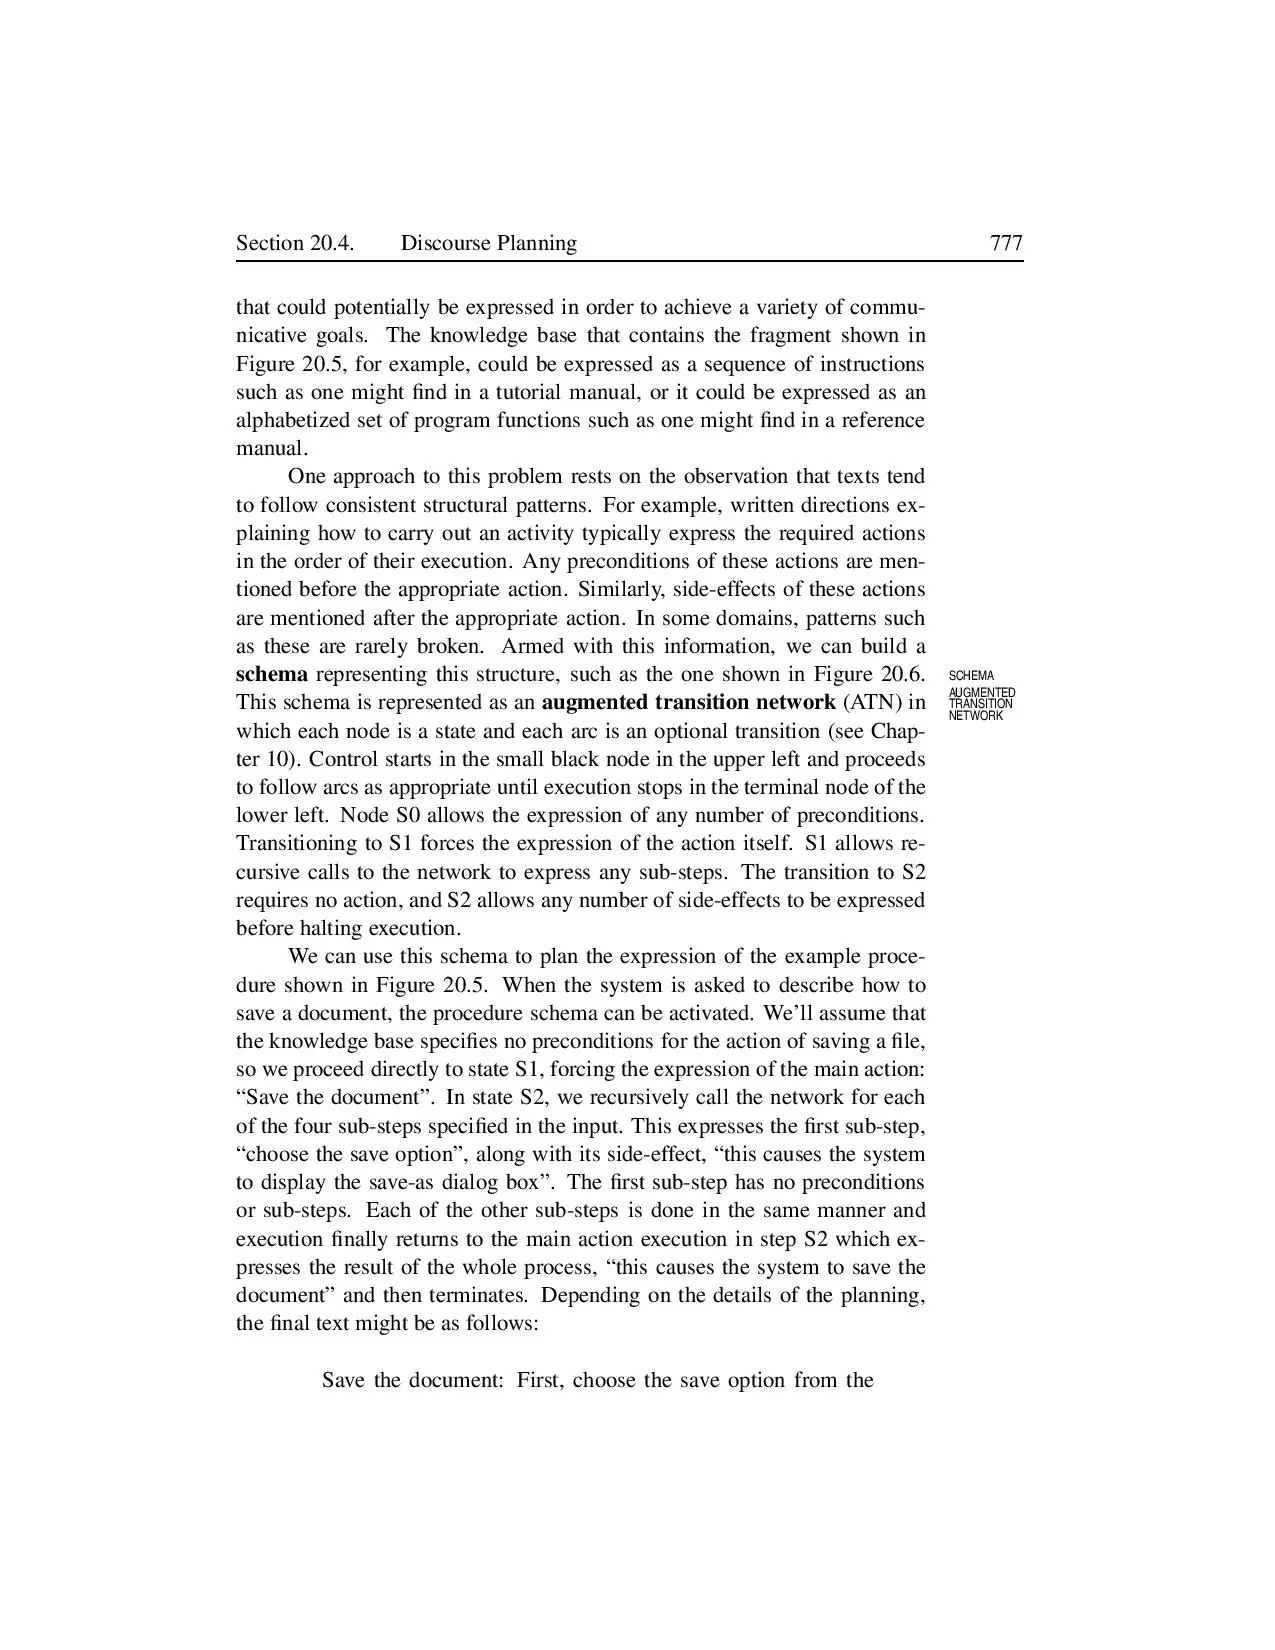 Section 20.4. Discourse Planning 777
that could potentially be expressed in order to achieve a variety of commu-
nicative goals. The knowledge base that contains the fragment shown in
Figure 20.5, for example, could be expressed as a sequence of instructions
such as one might find in a tutorial manual, or it could be expressed as an
alphabetized set of program functions such as one might find in a reference
manual.
One approach to this problem rests on the observation that texts tend
to follow consistent structural patterns. For example, written directions ex-
plaining how to carry out an activity typically express the required actions
in the order of their execution. Any preconditions of these actions are men-
tioned before the appropriate action. Similarly, side-effects of these actions
are mentioned after the appropriate action. In some domains, patterns such
as these are rarely broken. Armed with this information, we can build a
schema representing this structure, such as the one shown in Figure 20.6.
SCHEMA
This schema is represented as an augmented transition network (ATN) in
AUGMENTED
TRANSITION
NETWORK
which each node is a state and each arc is an optional transition (see Chap-
ter 10). Control starts in the small black node in the upper left and proceeds
to follow arcs as appropriate until execution stops in the terminal node of the
lower left. Node S0 allows the expression of any number of preconditions.
Transitioning to S1 forces the expression of the action itself. S1 allows re-
cursive calls to the network to express any sub-steps. The transition to S2
requires no action, and S2 allows any number of side-effects to be expressed
before halting execution.
We can use this schema to plan the expression of the example proce-
dure shown in Figure 20.5. When the system is asked to describe how to
save a document, the procedure schema can be activated. We'll assume that
the knowledge base specifies no preconditions for the action of saving a file,
so we proceed directly to state S1, forcing the expression of the main action:
“Save the document”. In state S2, we recursively call the network for each
of the four sub-steps specified in the input. This expresses the first sub-step,
“choose the save option”, along with its side-effect, “this causes the system
to display the save-as dialog box”. The first sub-step has no preconditions
or sub-steps. Each of the other sub-steps is done in the same manner and
execution finally returns to the main action execution in step S2 which ex-
presses the result of the whole process, “this causes the system to save the
document” and then terminates. Depending on the details of the planning,
the final text might be as follows:
Save the document: First, choose the save option from the